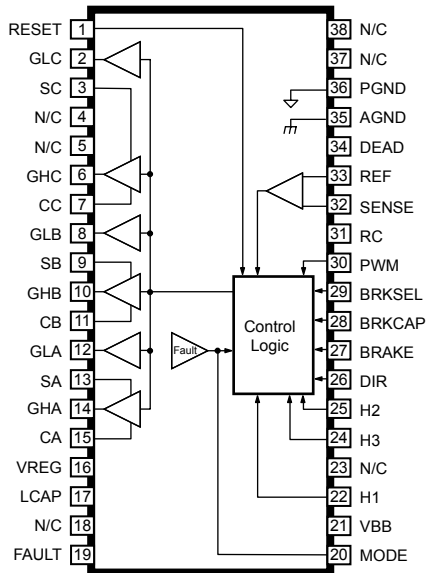 RESET 1
GLC 2
SC 3
N/C 4
N/C 5
GHC 6
CC 7
GLB 8
SB 9
GHB 10
CB 11
GLA 12
SA 13
GHA 14
CA 15
VREG 16
LCAP 17
N/C 18
FAULT 19
Fault
Control
Logic
38 N/C
37 N/C
36 PGND
35 AGND
34 DEAD
33 REF
32 SENSE
31 RC
30 PWM
29 BRKSEL
28 BRKCAP
27 BRAKE
26 DIR
25 H2
24 H3
23 N/C
22 H1
21 VBB
20 MODE